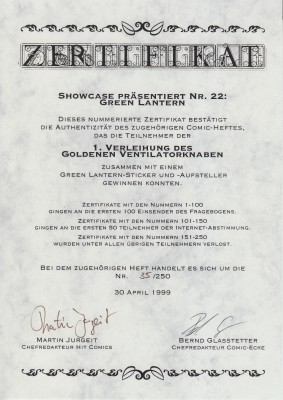 ZERTIFIKAT
SHOWCASE PRÄSENTIERT NR. 22:
GREEN LANTERN
DIESES NUMMERIERTE ZERTIFIKAT BESTÄTIGT
DIE AUTHENTIZITÄT DES ZUGEHÖRIGEN COMIC-HEFTES,
DAS DIE TEILNEHMER DER
1. VERLEIHUNG DES
GOLDENEN VENTILATORKNABEN
ZUSAMMEN MIT EINEM
GREEN LANTERN-STICKER UND -AUFSTELLER
GEWINNEN KONNTEN.
ZERTIFIKATE MIT DEN NUMMERN 1-100
GINGEN AN DIE ERSTEN 100 EINSENDER DES FRAGEBOGENS.
ZERTIFIKATE MIT DEN NUMMERN 101-150
GINGEN AN DIE ERSTEN 50 TEILNEHMER DER INTERNET-ABSTIMMUNG.
ZERTIFIKATE MIT DEN NUMMERN 151-250
WURDEN UNTER ALLEN ÜBRIGEN TEILNEHMERN VERLOST.
BEI DEM ZUGEHÖRIGEN HEFT HANDELT ES SICH UM DIE
NR. 35/250
30 APRIL 1999
Martin Jurgeit
MARTIN JURGEIT
CHEFREDAKTEUR HIT COMICS
BERND GLASSTETTER
CHEFREDAKTEUR COMIC-ECKE